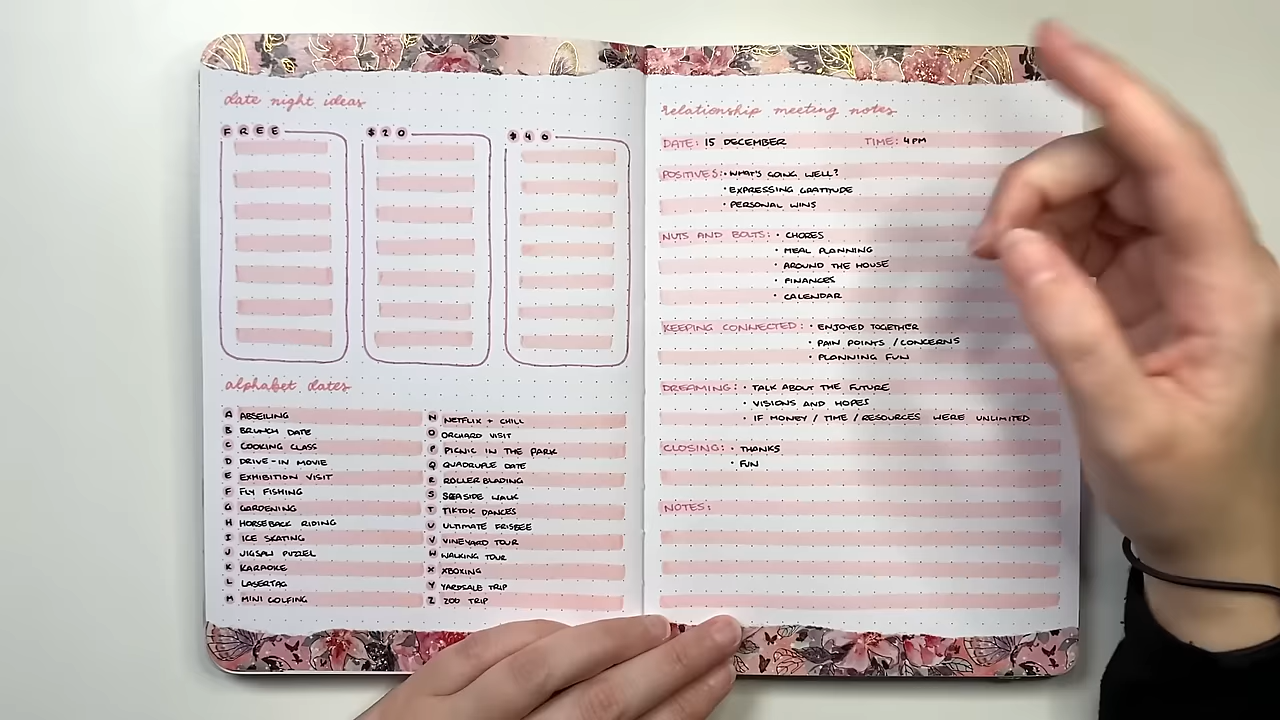 date night ideas
FREE
$20
$40
alphabet dates
A ABSEILING
B BRUNCH DATE
C COOKING CLASS
D DRIVE-IN MOVIE
E EXHIBITION VISIT
F FLY FISHING
G GARDENING
H HORSEBACK RIDING
I ICE SKATING
J JIGSAW PUZZEL
K KARAOKE
L LASERTAG
M MINI GOLFING
N NETFLIX + CHILL
O ORCHARD VISIT
P PICNIC IN THE PARK
Q QUADRUPLE DATE
R ROLLERBLADING
S SEASIDE WALK
T TIKTOK DANCES
U ULTIMATE FRISBEE
V VINEYARD TOUR
W WALKING TOUR
X XBOXING
Y YARDSALE TRIP
Z ZOO TRIP
relationship meeting notes
DATE: 15 DECEMBER TIME: 4PM
POSITIVES: • WHAT'S GOING WELL?
• EXPRESSING GRATITUDE
• PERSONAL WINS
NUTS AND BOLTS: • CHORES
• MEAL PLANNING
• AROUND THE HOUSE
• FINANCES
• CALENDAR
KEEPING CONNECTED: • ENJOYED TOGETHER
• PAIN POINTS / CONCERNS
• PLANNING FUN
DREAMING: • TALK ABOUT THE FUTURE
• VISIONS AND HOPES
• IF MONEY / TIME / RESOURCES WERE UNLIMITED
CLOSING: • THANKS
• FUN
NOTES: